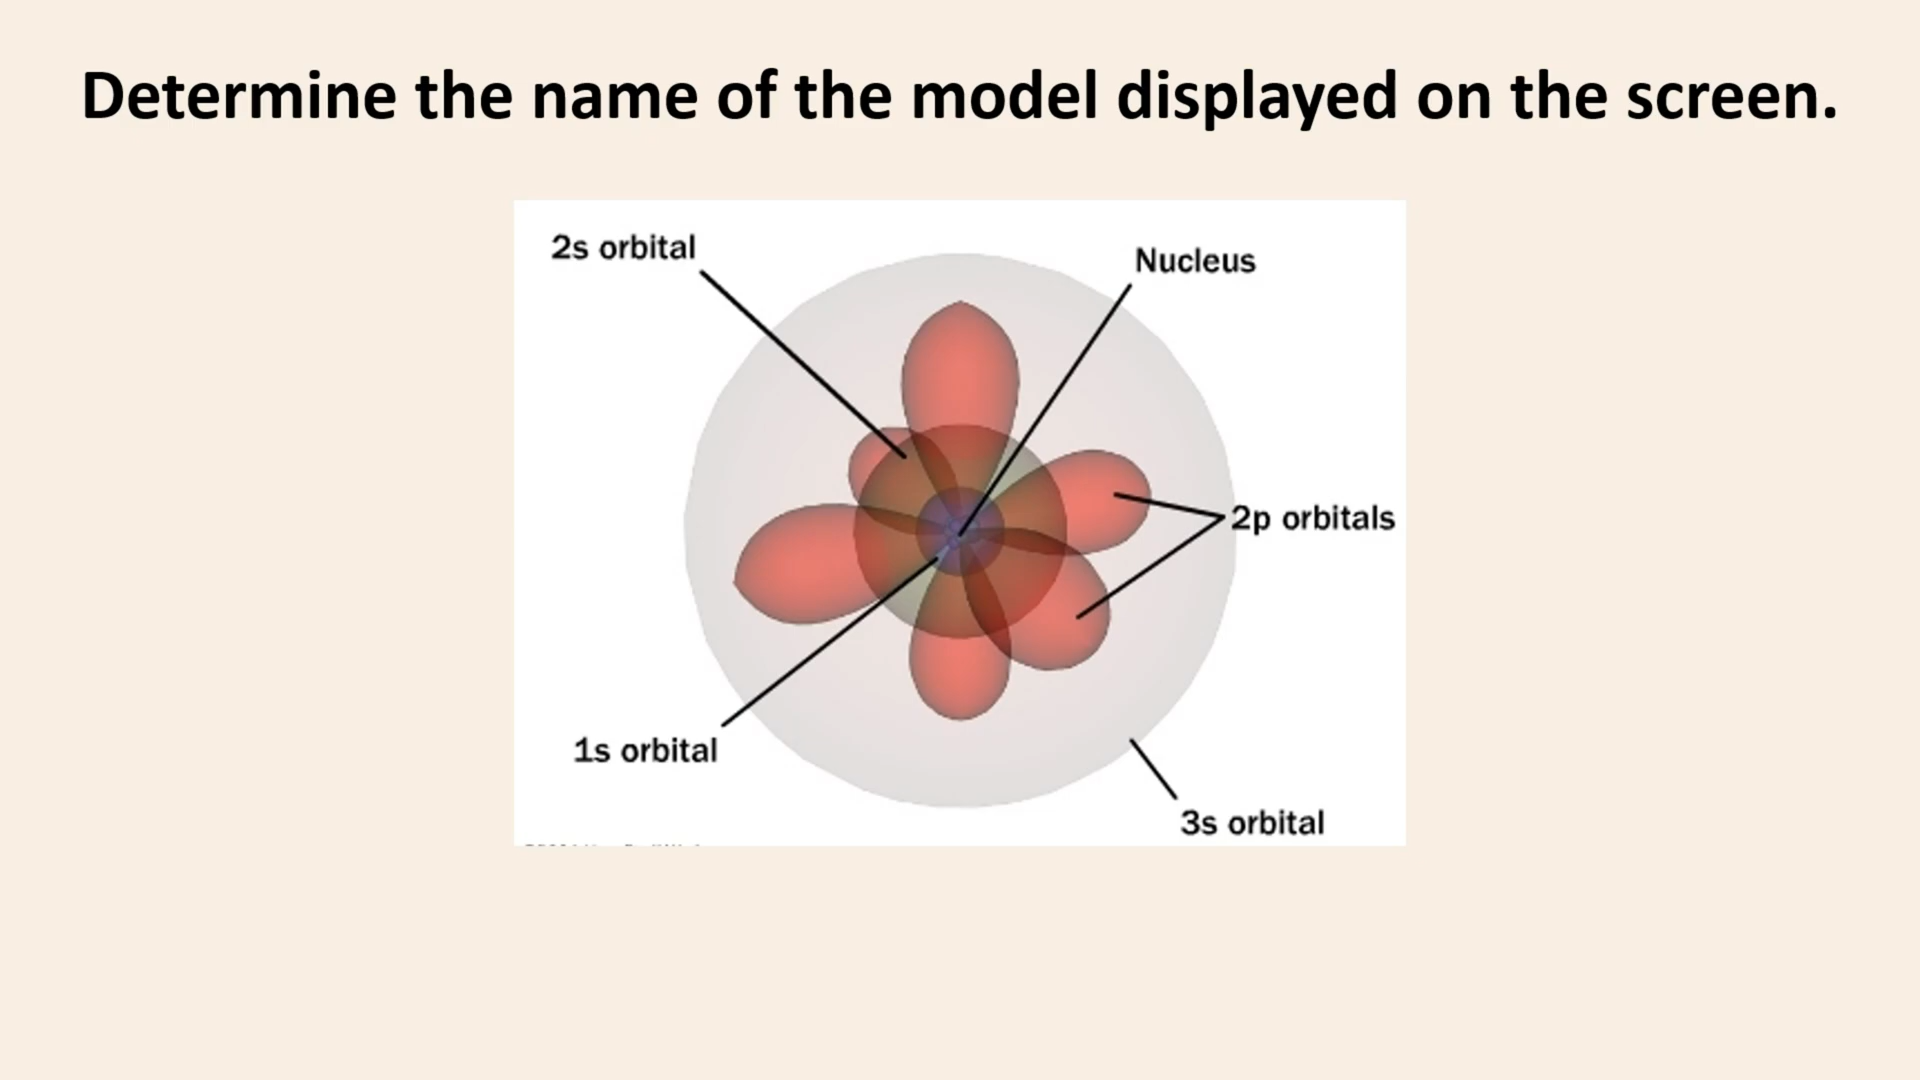 Determine the name of the model displayed on the screen.
2s orbital
Nucleus
2p orbitals
1s orbital
3s orbital